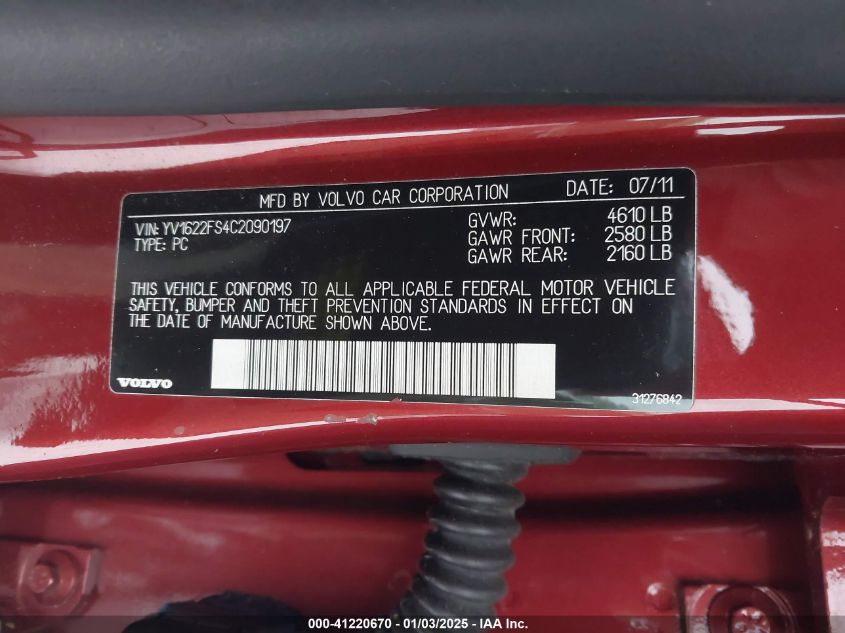 MFD BY VOLVO CAR CORPORATION DATE: 07/11
VIN: YV1622FS4C2090197 GVWR: 4610 LB
TYPE: PC GAWR FRONT: 2580 LB
GAWR REAR: 2160 LB
THIS VEHICLE CONFORMS TO ALL APPLICABLE FEDERAL MOTOR VEHICLE
SAFETY, BUMPER AND THEFT PREVENTION STANDARDS IN EFFECT ON
THE DATE OF MANUFACTURE SHOWN ABOVE.
VOLVO 31276842
000-41220670 - 01/03/2025 - IAA Inc.